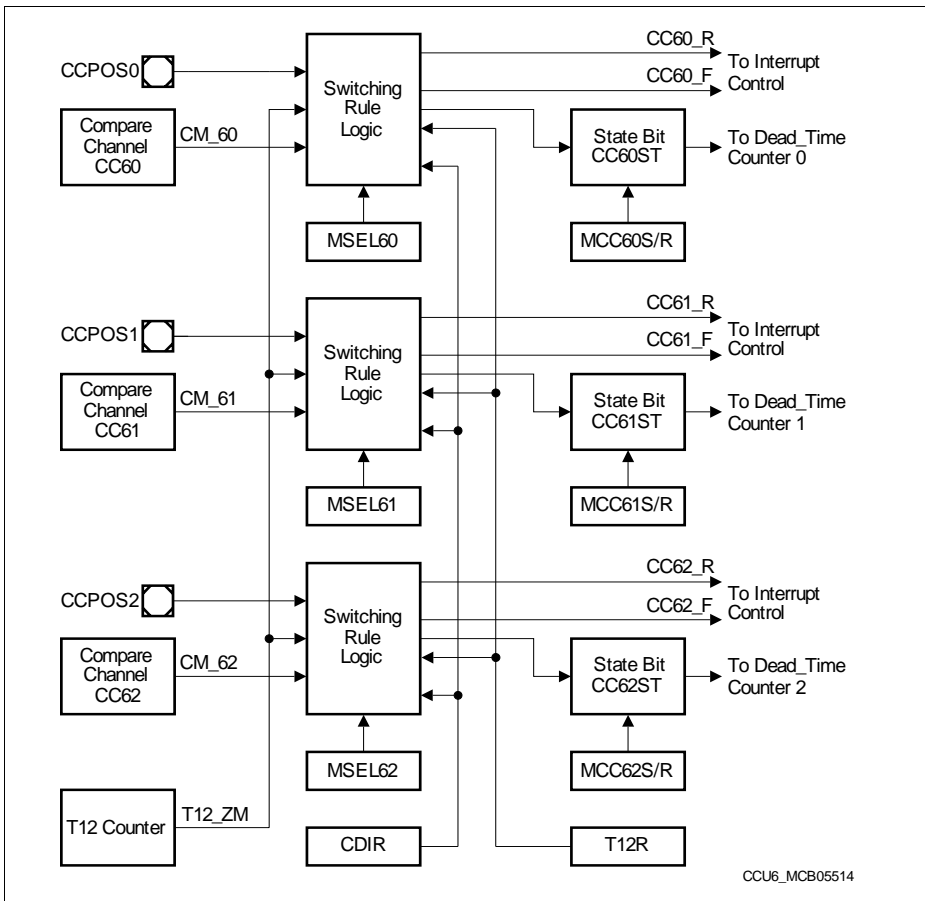 CC60_R
CCPOS0
To Interrupt
Control
CC60_F
Switching
Rule
Logic
Compare
Channel
CC60
CM_60
State Bit
CC60ST
To Dead_Time
Counter 0
MSEL60
MCC60S/R
CC61_R
CCPOS1
To Interrupt
Control
CC61_F
Switching
Rule
Logic
Compare
Channel
CC61
CM_61
State Bit
CC61ST
To Dead_Time
Counter 1
MSEL61
MCC61S/R
CC62_R
CCPOS2
To Interrupt
Control
CC62_F
Switching
Rule
Logic
Compare
Channel
CC62
CM_62
State Bit
CC62ST
To Dead_Time
Counter 2
MSEL62
MCC62S/R
T12 Counter
T12_ZM
CDIR
T12R
CCU6_MCB05514